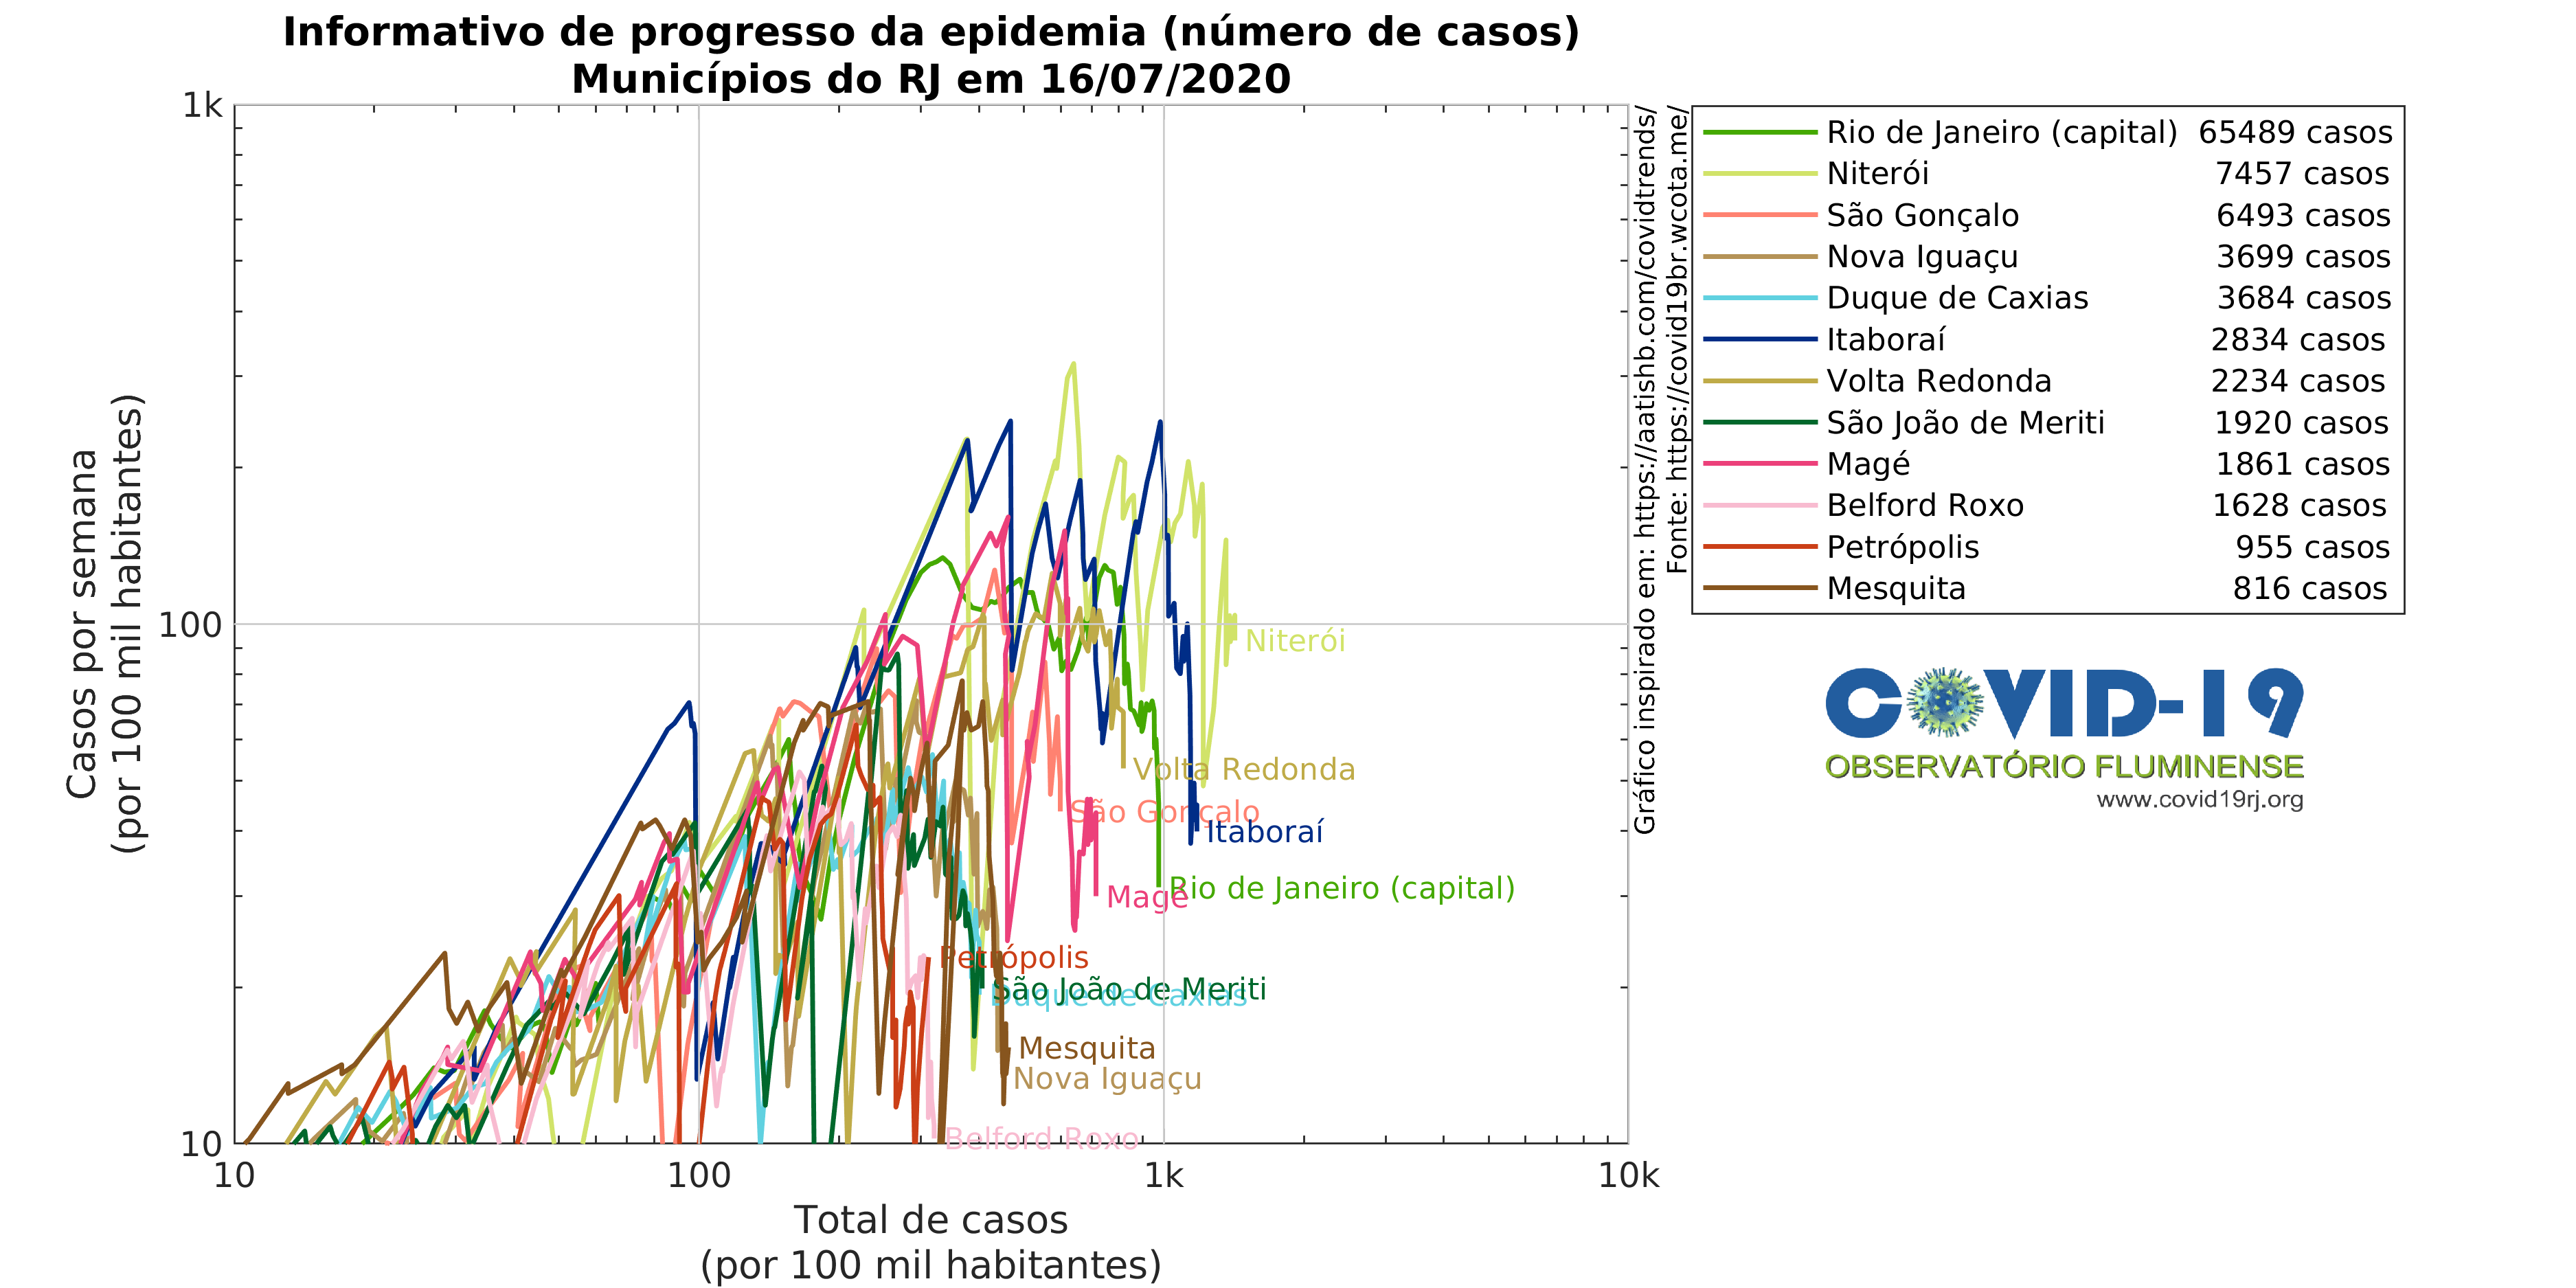 Informativo de progresso da epidemia (número de casos)
Municípios do RJ em 16/07/2020
1k
100
10
Casos por semana
(por 100 mil habitantes)
10
100
1k
10k
Total de casos
(por 100 mil habitantes)
Niterói
Volta Redonda
São Gonçalo
Itaboraí
Rio de Janeiro (capital)
Magé
Petrópolis
São João de Meriti
Duque de Caxias
Mesquita
Nova Iguaçu
Belford Roxo
Gráfico inspirado em: https://aatishb.com/covidtrends/
Fonte: https://covid19br.wcota.me/
Rio de Janeiro (capital) 65489 casos
Niterói 7457 casos
São Gonçalo 6493 casos
Nova Iguaçu 3699 casos
Duque de Caxias 3684 casos
Itaboraí 2834 casos
Volta Redonda 2234 casos
São João de Meriti 1920 casos
Magé 1861 casos
Belford Roxo 1628 casos
Petrópolis 955 casos
Mesquita 816 casos
COVID-19
OBSERVATÓRIO FLUMINENSE
www.covid19rj.org